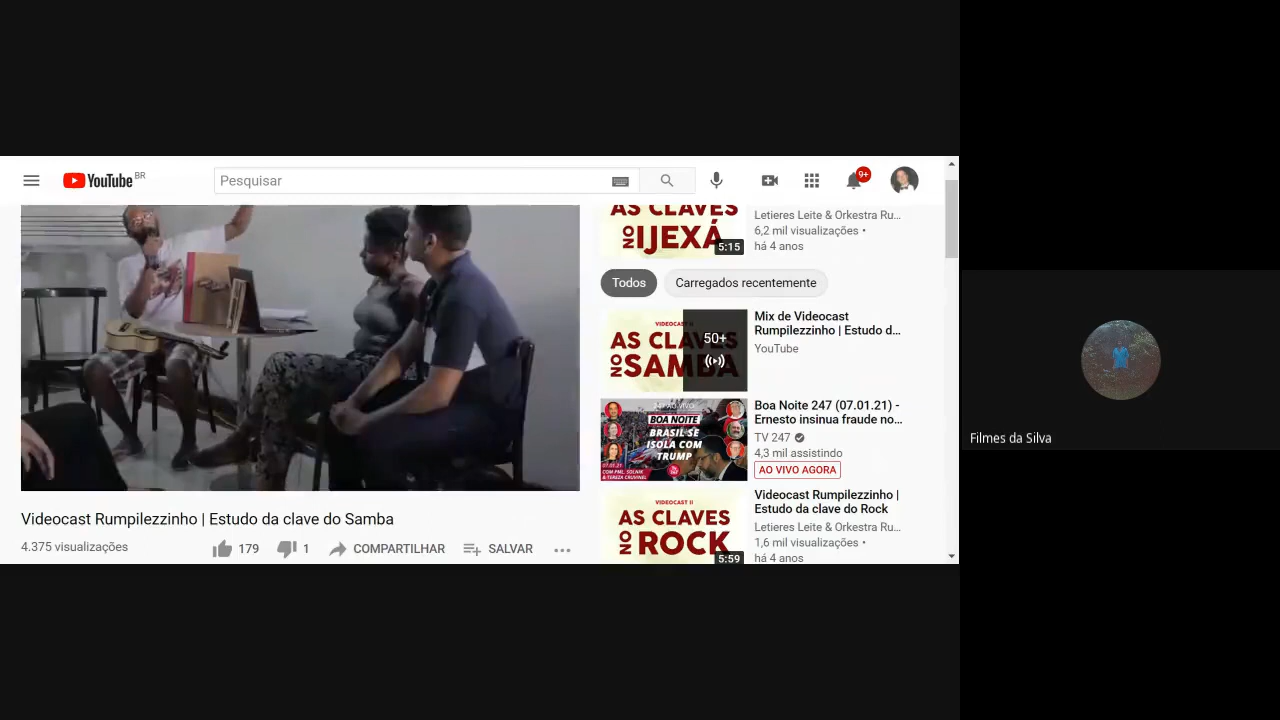 YouTube BR
Pesquisar
9+
AS CLAVES
NO IJEXÁ
5:15
Letieres Leite & Orkestra Ru...
6,2 mil visualizações •
há 4 anos
Todos
Carregados recentemente
VIDEOCAST II
AS CLAVES
NO SAMBA
50+
Mix de Videocast
Rumpilezzinho | Estudo d...
YouTube
BOA NOITE
BRASIL SE
ISOLA COM
TRUMP
07.01.21
Boa Noite 247 (07.01.21) -
Ernesto insinua fraude no...
TV 247
4,3 mil assistindo
AO VIVO AGORA
VIDEOCAST II
AS CLAVES
NO ROCK
5:59
Videocast Rumpilezzinho |
Estudo da clave do Rock
Letieres Leite & Orkestra Ru...
1,6 mil visualizações •
há 4 anos
Videocast Rumpilezzinho | Estudo da clave do Samba
4.375 visualizações
179
1
COMPARTILHAR
SALVAR
Filmes da Silva